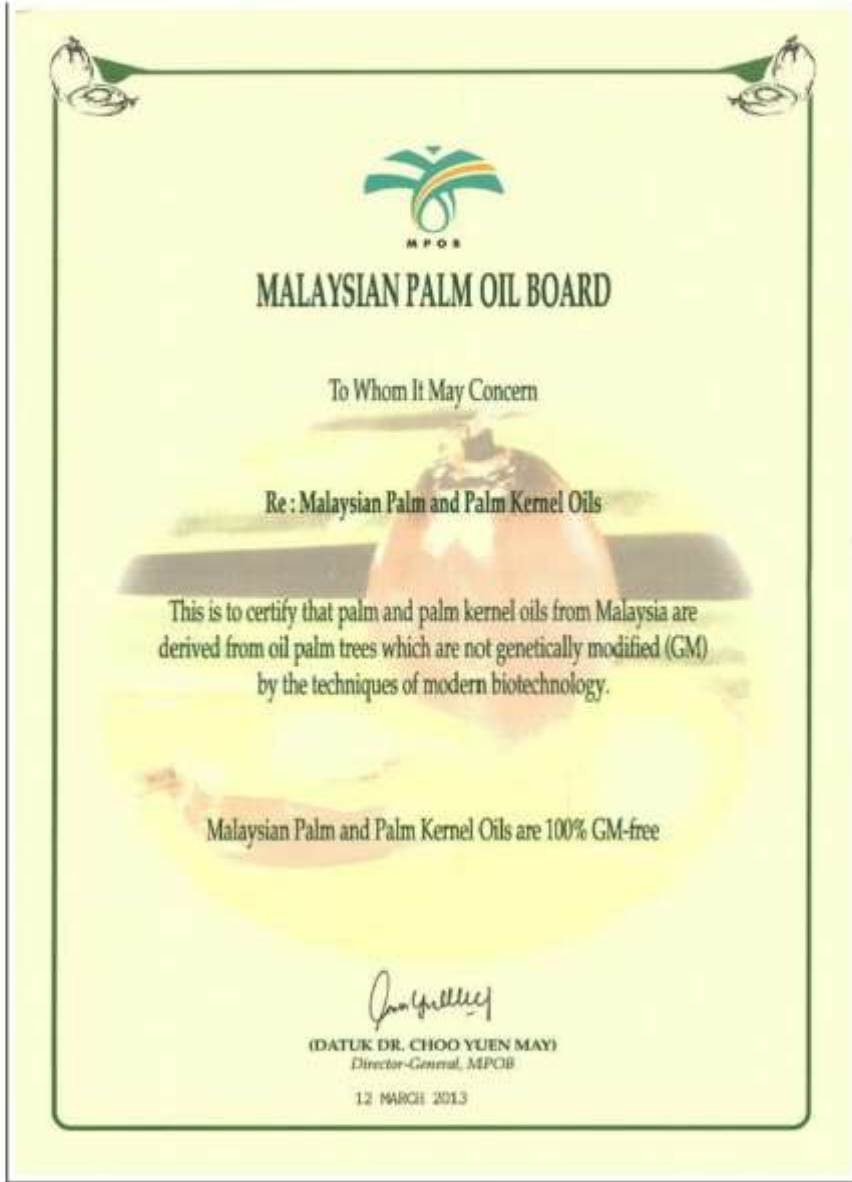 MPOB
MALAYSIAN PALM OIL BOARD
To Whom It May Concern
Re : Malaysian Palm and Palm Kernel Oils
This is to certify that palm and palm kernel oils from Malaysia are
derived from oil palm trees which are not genetically modified (GM)
by the techniques of modern biotechnology.
Malaysian Palm and Palm Kernel Oils are 100% GM-free
(DATUK DR. CHOO YUEN MAY)
Director-General, MPOB
12 MARCH 2013